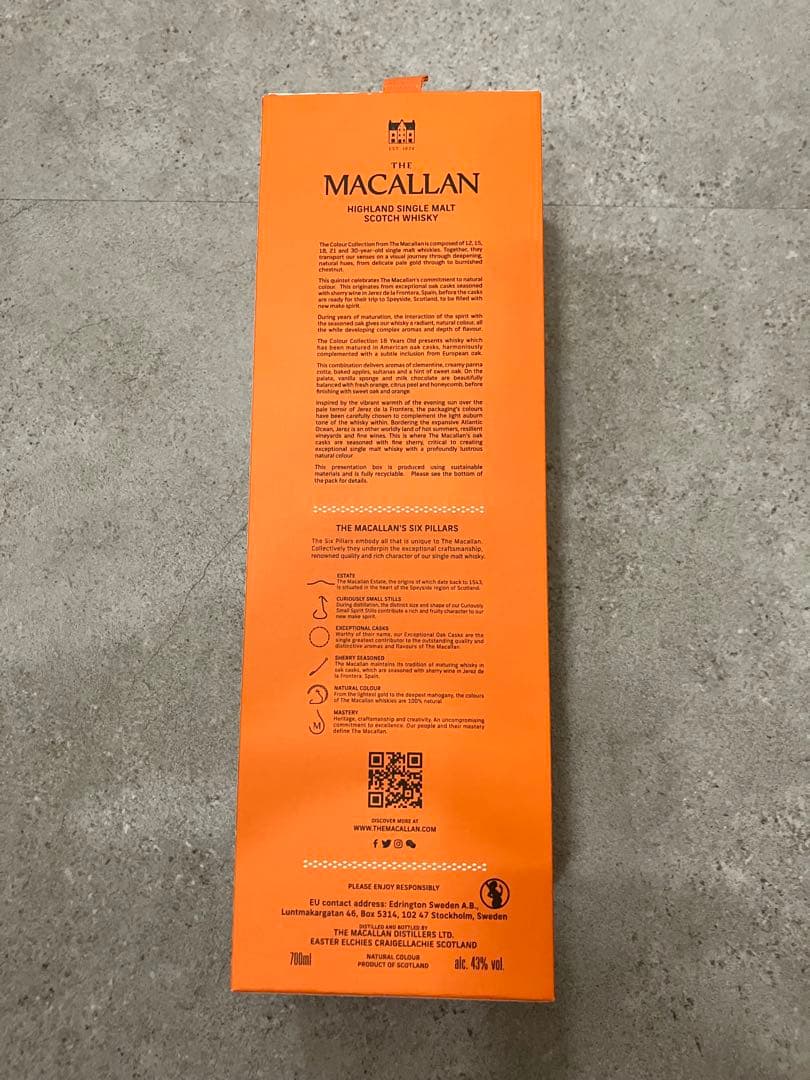 EST. 1824
THE
MACALLAN
HIGHLAND SINGLE MALT
SCOTCH WHISKY
The Colour Collection from The Macallan is composed of 12, 15,
18, 21 and 30-year-old single malt whiskies. Together, they
transport our senses on a visual journey through deepening,
natural hues, from delicate pale gold through to burnished
chestnut.
This quintet celebrates The Macallan's commitment to natural
colour. This originates from exceptional oak casks seasoned
with sherry wine in Jerez de la Frontera, Spain, before the casks
are ready for their trip to Speyside, Scotland, to be filled with
new make spirit.
During years of maturation, the interaction of the spirit with
the seasoned oak gives our whisky a radiant, natural colour, all
the while developing complex aromas and depth of flavour.
The Colour Collection 18 Years Old presents whisky which
has been matured in American oak casks, harmoniously
complemented with a subtle inclusion from European oak.
This combination delivers aromas of clementine, creamy panna
cotta, baked apples, sultanas and a hint of sweet oak. On the
palate, vanilla sponge and milk chocolate are beautifully
balanced with fresh orange, citrus peel and honeycomb, before
finishing with sweet oak and orange.
Inspired by the vibrant warmth of the evening sun over the
pale terroir of Jerez de la Frontera, the packaging's colours
have been carefully chosen to complement the light auburn
tone of the whisky within. Bordering the expansive Atlantic
Ocean, Jerez is an other worldly land of hot summers, resilient
vineyards and fine wines. This is where The Macallan's oak
casks are seasoned with fine sherry, critical to creating
exceptional single malt whisky with a profoundly lustrous
natural colour
This presentation box is produced using sustainable
materials and is fully recyclable. Please see the bottom of
the pack for details.
THE MACALLAN'S SIX PILLARS
The Six Pillars embody all that is unique to The Macallan.
Collectively they underpin the exceptional craftsmanship,
renowned quality and rich character of our single malt whisky.
ESTATE
The Macallan Estate, the origins of which date back to 1543,
is situated in the heart of the Speyside region of Scotland.
CURIOUSLY SMALL STILLS
During distillation, the distinct size and shape of our Curiously
Small Spirit Stills contribute a rich and fruity character to our
new make spirit.
EXCEPTIONAL CASKS
Worthy of their name, our Exceptional Oak Casks are the
single greatest contributor to the outstanding quality and
distinctive aromas and flavours of The Macallan.
SHERRY SEASONED
The Macallan maintains its tradition of maturing whisky in
oak casks, which are seasoned with sherry wine in Jerez de
la Frontera, Spain.
NATURAL COLOUR
From the lightest gold to the deepest mahogany, the colours
of The Macallan whiskies are 100% natural.
MASTERY
Heritage, craftsmanship and creativity. An uncompromising
commitment to excellence. Our people and their mastery
define The Macallan.
M
DISCOVER MORE AT
WWW.THEMACALLAN.COM
PLEASE ENJOY RESPONSIBLY
EU contact address: Edrington Sweden A.B.,
Luntmakargatan 46, Box 5314, 102 47 Stockholm, Sweden
DISTILLED AND BOTTLED BY
THE MACALLAN DISTILLERS LTD.
EASTER ELCHIES CRAIGELLACHIE SCOTLAND
700ml
NATURAL COLOUR
PRODUCT OF SCOTLAND
alc. 43% vol.